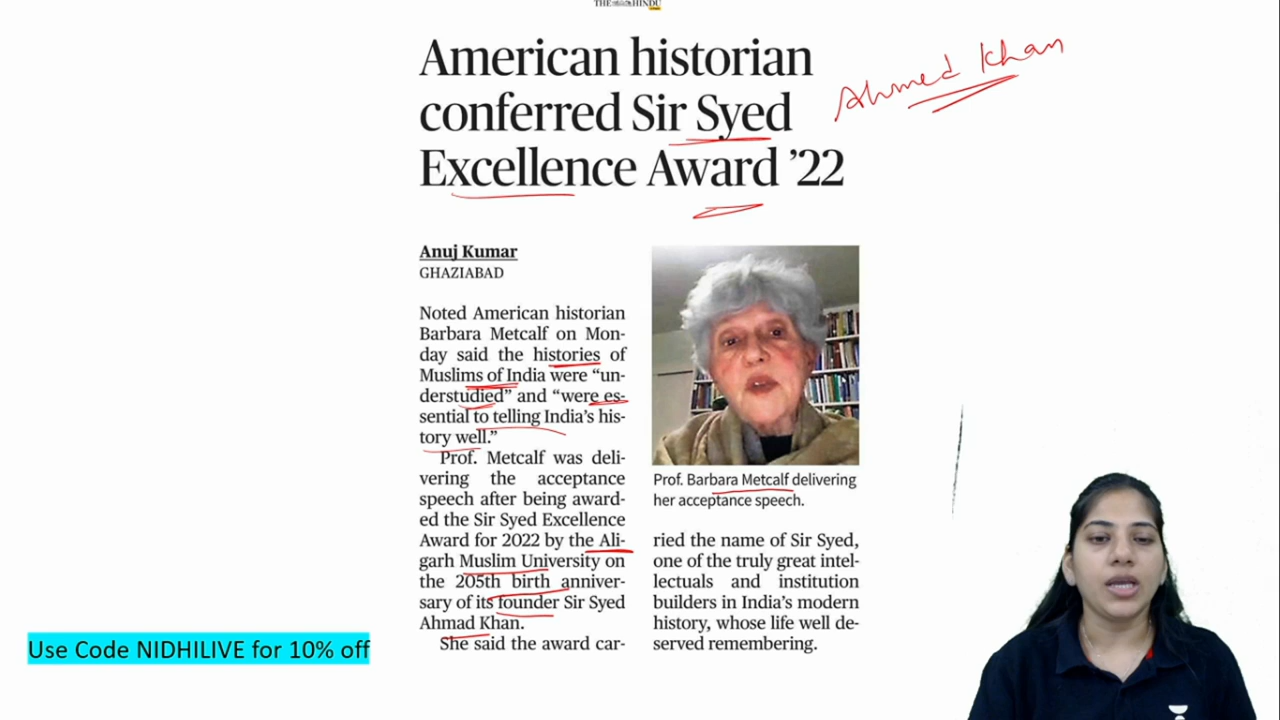 THE HINDU
American historian
conferred Sir Syed
Excellence Award ’22
Ahmed Khan
Anuj Kumar
GHAZIABAD
Noted American historian
Barbara Metcalf on Mon-
day said the histories of
Muslims of India were “un-
derstudied” and “were es-
sential to telling India’s his-
tory well.”
Prof. Metcalf was deli-
vering the acceptance
speech after being award-
ed the Sir Syed Excellence
Award for 2022 by the Ali-
garh Muslim University on
the 205th birth anniver-
sary of its founder Sir Syed
Ahmad Khan.
She said the award car-
Prof. Barbara Metcalf delivering
her acceptance speech.
ried the name of Sir Syed,
one of the truly great intel-
lectuals and institution
builders in India’s modern
history, whose life well de-
served remembering.
Use Code NIDHILIVE for 10% off